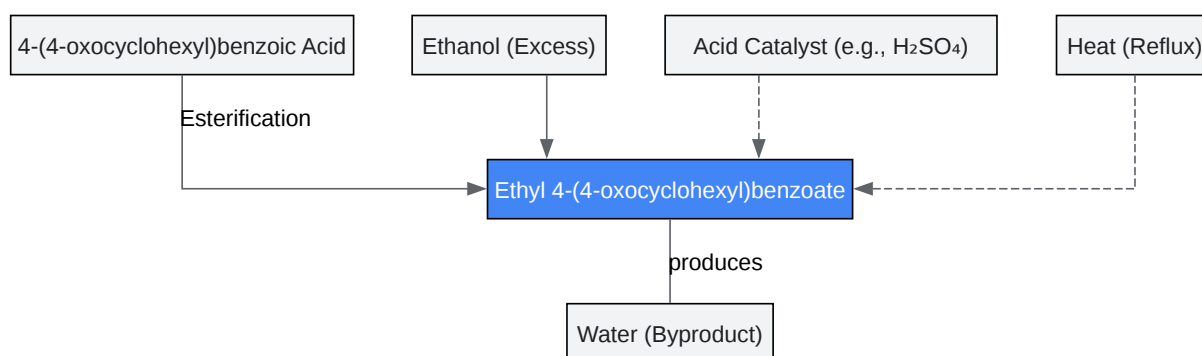 4-(4-oxocyclohexyl)benzoic Acid
Ethanol (Excess)
Acid Catalyst (e.g., H₂SO₄)
Heat (Reflux)
Esterification
Ethyl 4-(4-oxocyclohexyl)benzoate
produces
Water (Byproduct)